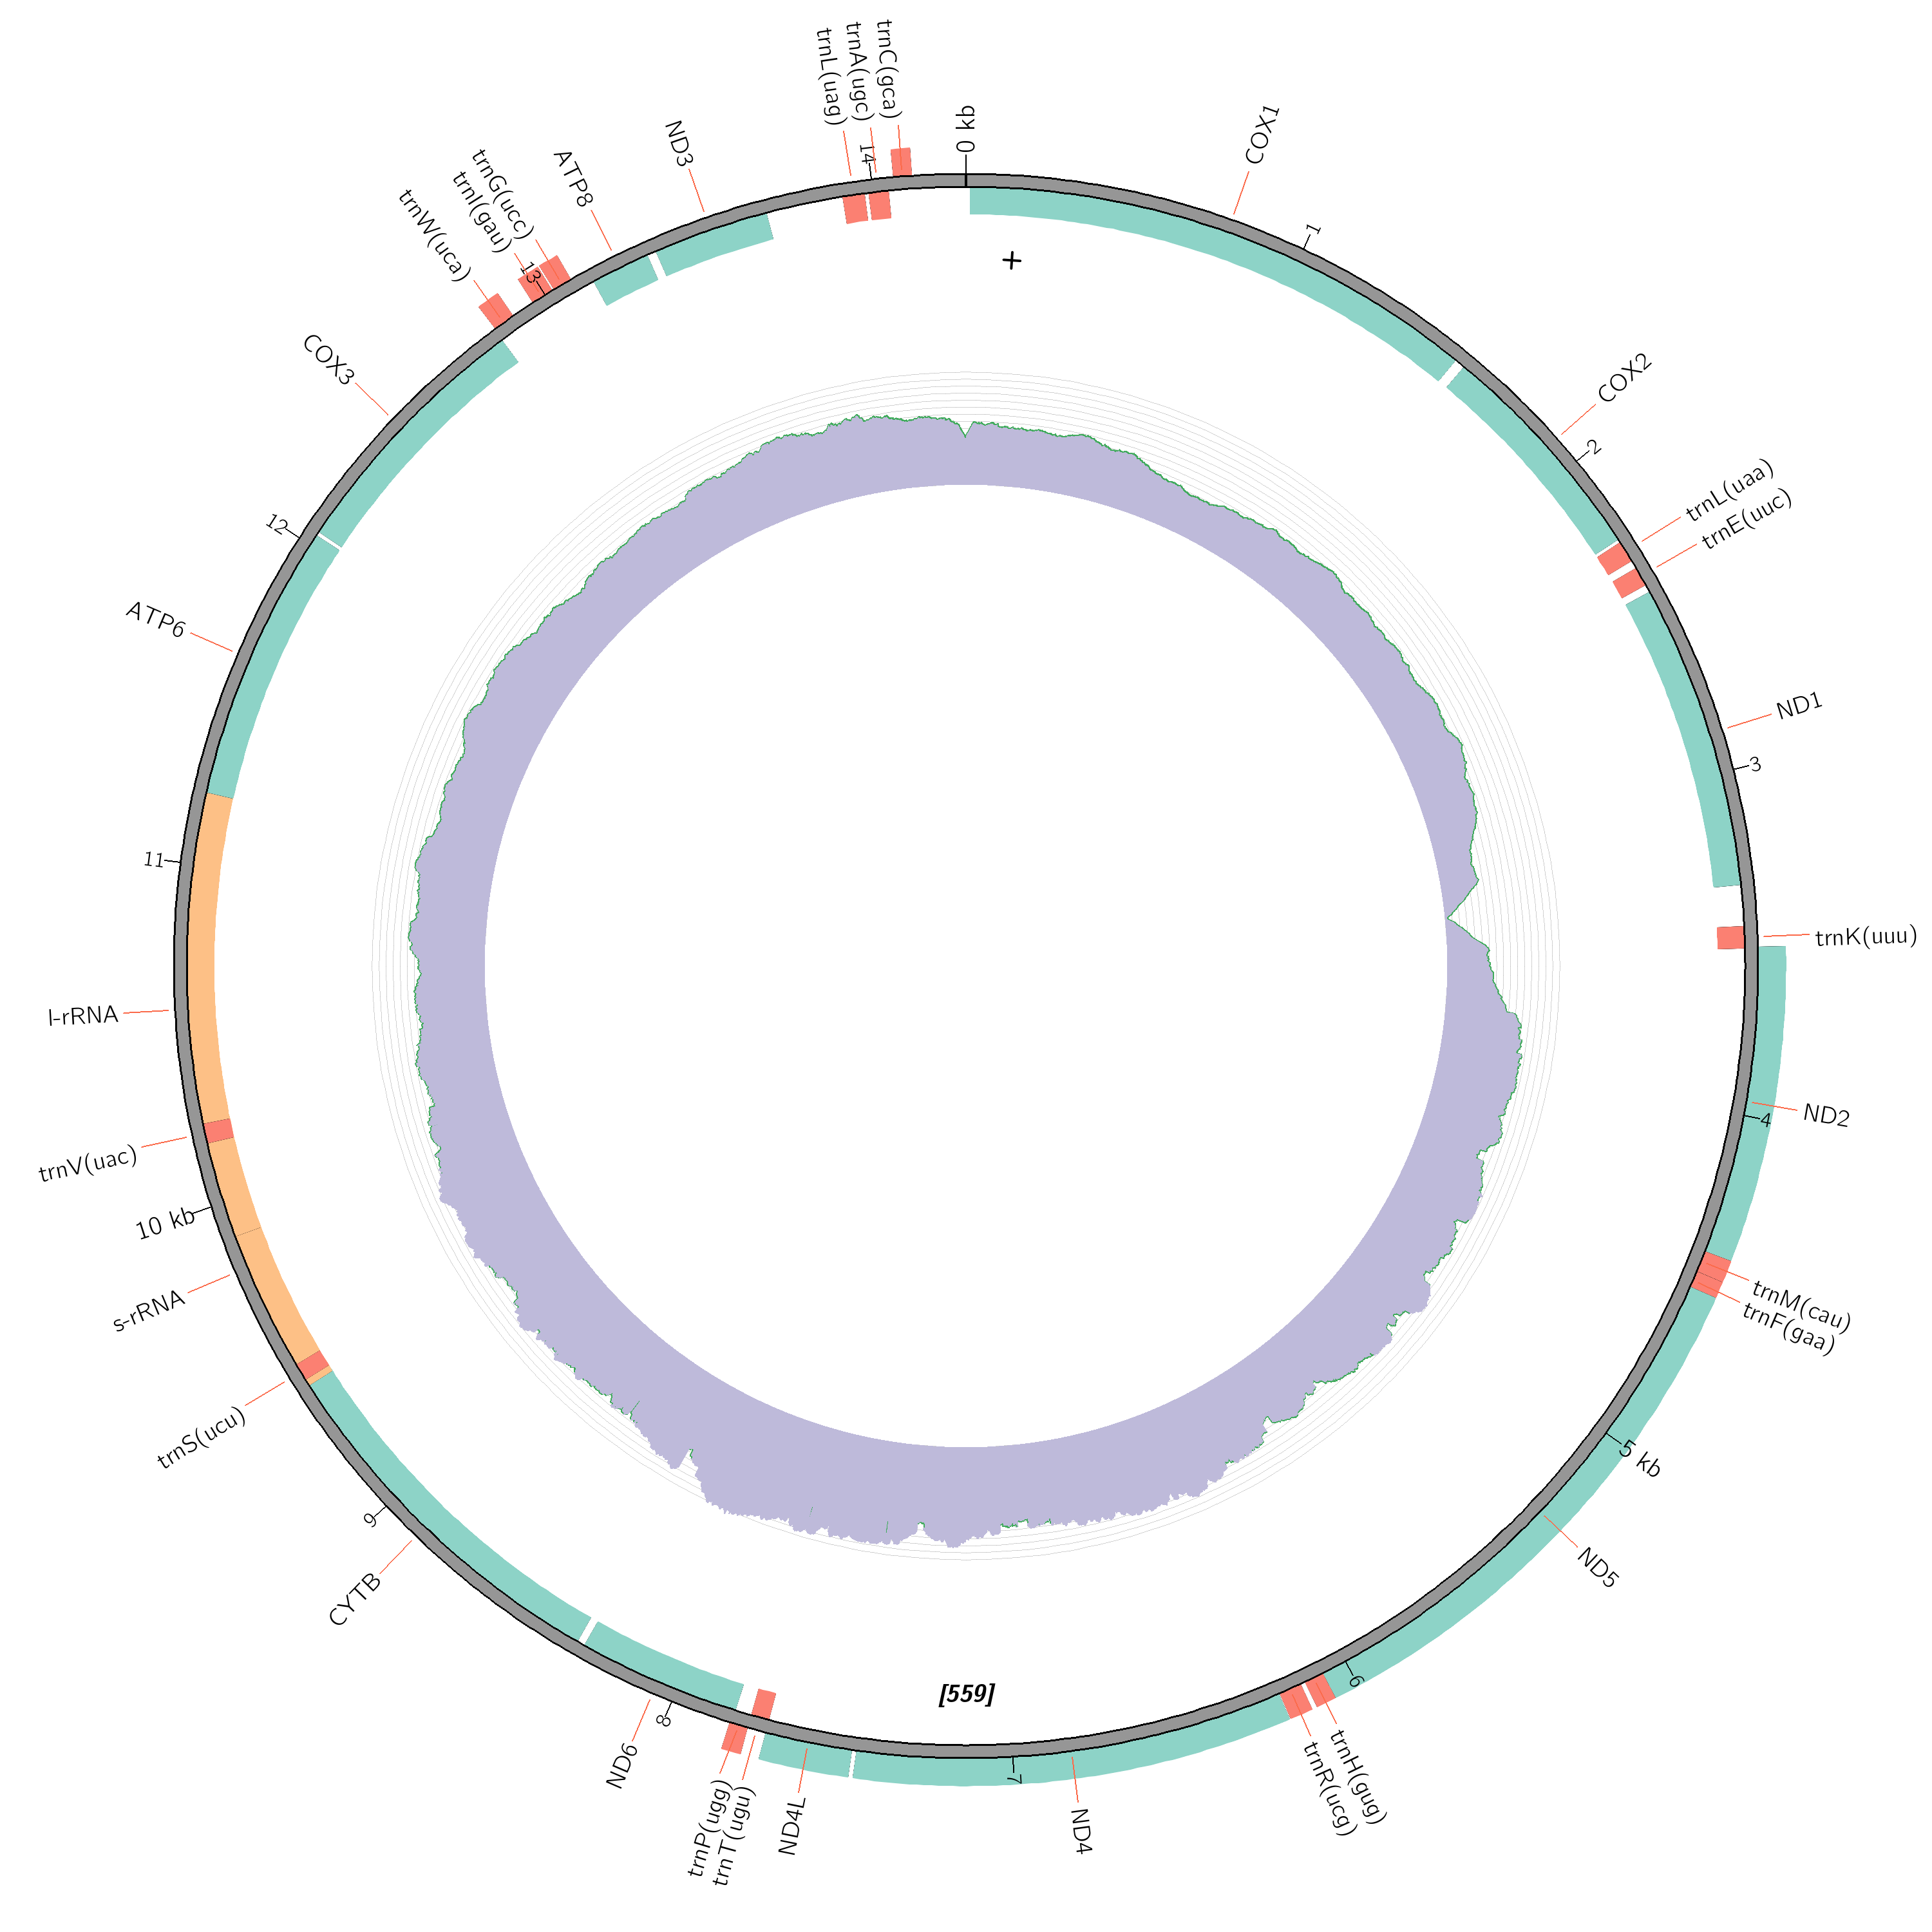 0 kb
COX1
1
COX2
2
trnL(uaa)
trnE(uuc)
ND1
3
trnK(uuu)
ND2
4
trnM(cau)
trnF(gaa)
5 kb
ND5
6
trnH(gug)
trnR(ucg)
ND4
7
ND4L
trnT(ugu)
trnP(ugg)
8
ND6
CYTB
9
trnS(ucu)
s-rRNA
10 kb
trnV(uac)
l-rRNA
11
ATP6
12
COX3
trnW(uca)
13
trnI(gau)
trnG(ucc)
ATP8
ND3
trnL(uag)
14
trnA(ugc)
trnC(gca)
+
[559]